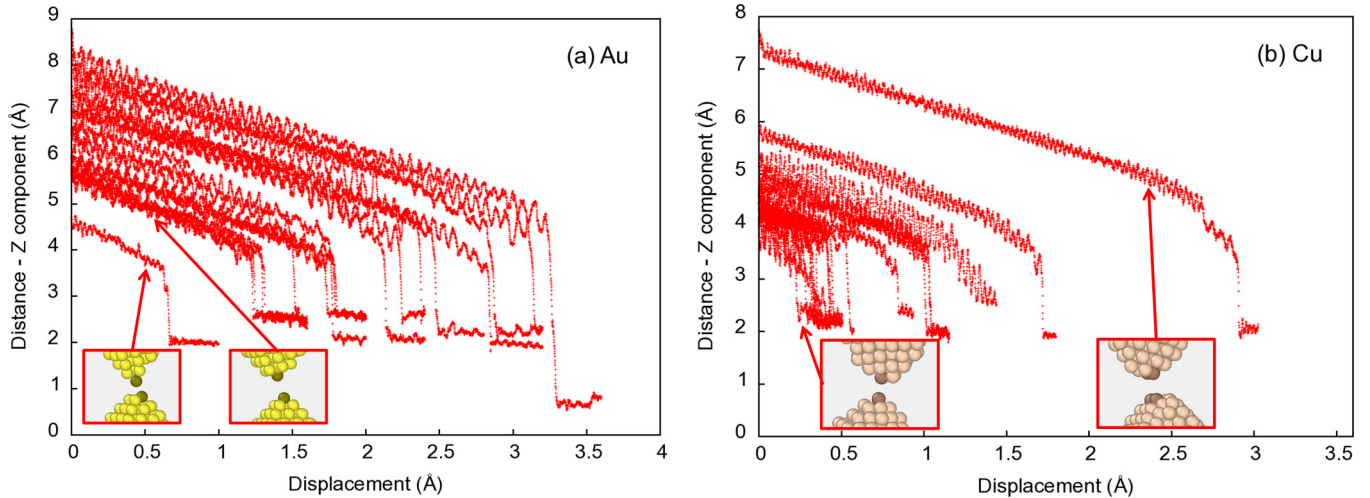 (a) Au
Distance - Z component (Å)
9
8
7
6
5
4
3
2
1
0
0 0.5 1 1.5 2 2.5 3 3.5 4
Displacement (Å)
(b) Cu
Distance - Z component (Å)
8
7
6
5
4
3
2
1
0
0 0.5 1 1.5 2 2.5 3 3.5
Displacement (Å)